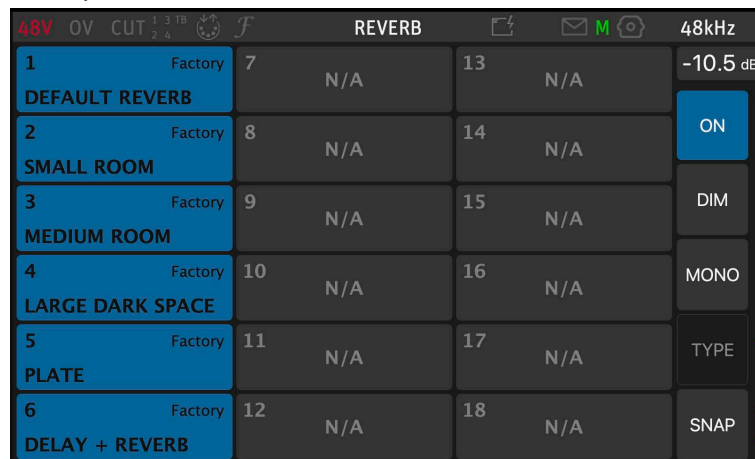 48V OV CUT 1 3 TB 2 4 F REVERB M 48kHz
1 Factory 7 13 -10.5 dB
N/A N/A
DEFAULT REVERB
2 Factory 8 14 ON
N/A N/A
SMALL ROOM
3 Factory 9 15 DIM
N/A N/A
MEDIUM ROOM
4 Factory 10 16 MONO
N/A N/A
LARGE DARK SPACE
5 Factory 11 17 TYPE
N/A N/A
PLATE
6 Factory 12 18 SNAP
N/A N/A
DELAY + REVERB